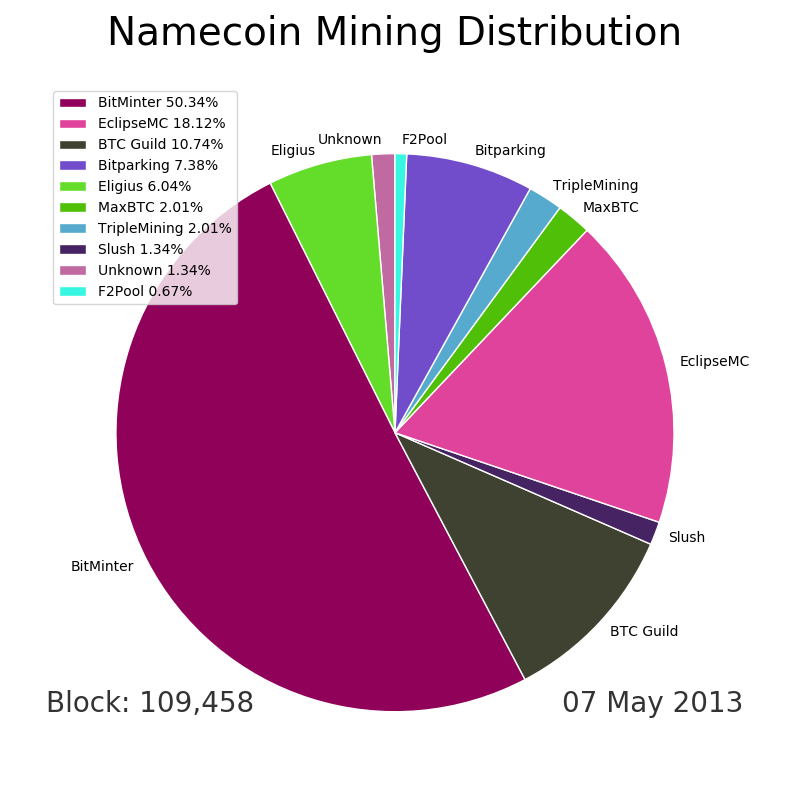 Namecoin Mining Distribution
BitMinter 50.34%
EclipseMC 18.12%
BTC Guild 10.74%
Bitparking 7.38%
Eligius 6.04%
MaxBTC 2.01%
TripleMining 2.01%
Slush 1.34%
Unknown 1.34%
F2Pool 0.67%
Unknown
F2Pool
Eligius
Bitparking
TripleMining
MaxBTC
EclipseMC
Slush
BitMinter
BTC Guild
Block: 109,458
07 May 2013